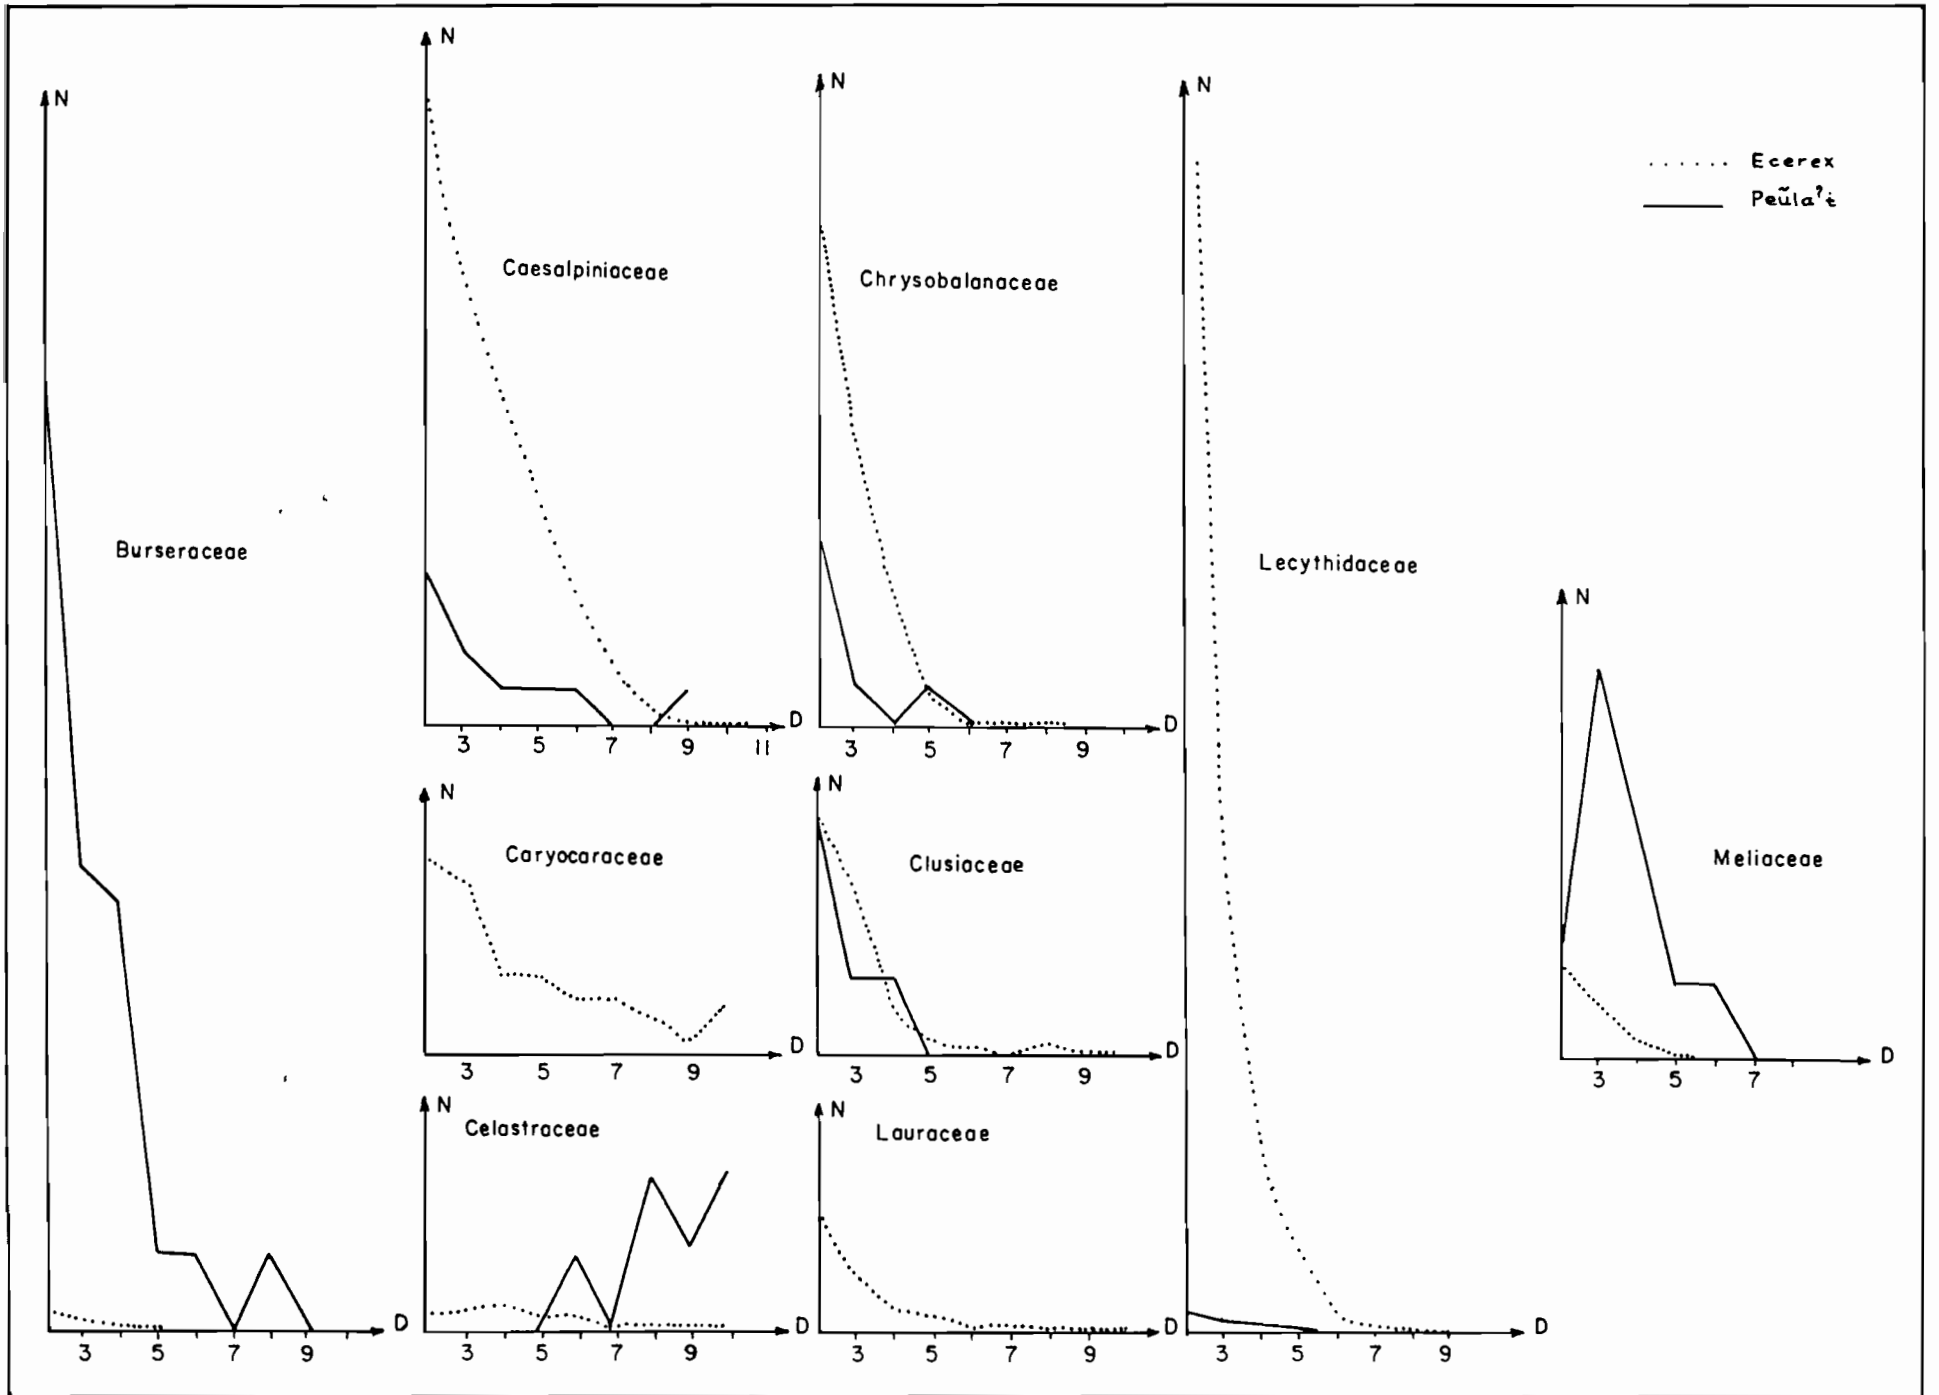 N
Burseraceae
3 5 7 9 D
N
Caesalpiniaceae
3 5 7 9 11 D
N
Caryocaraceae
3 5 7 9 D
N
Celastraceae
3 5 7 9 D
N
Chrysobalanaceae
3 5 7 9 D
N
Clusiaceae
3 5 7 9 D
N
Lauraceae
3 5 7 9 D
N
Lecythidaceae
3 5 7 9 D
Ecerex
Peũlaʔɨ
N
Meliaceae
3 5 7 D